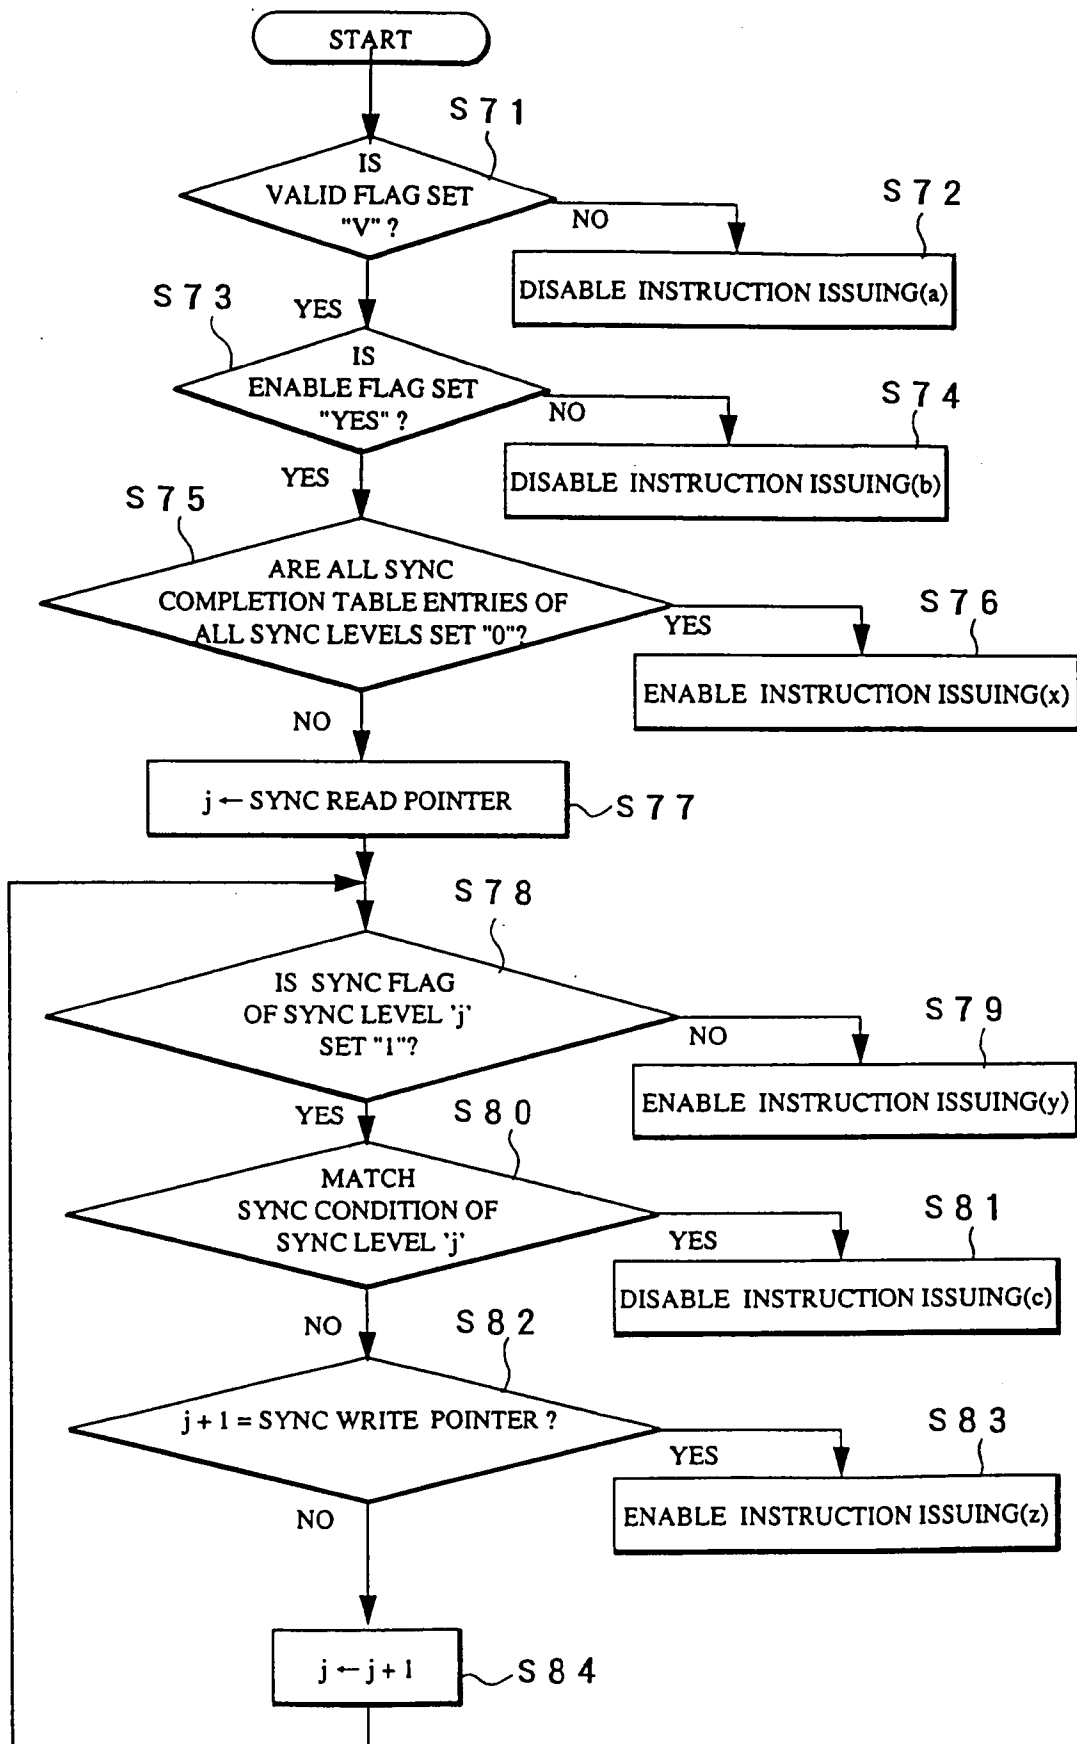 START
S71
IS
VALID FLAG SET
"V" ?
NO
S72
DISABLE INSTRUCTION ISSUING(a)
YES
S73
IS
ENABLE FLAG SET
"YES" ?
NO
S74
DISABLE INSTRUCTION ISSUING(b)
YES
S75
ARE ALL SYNC
COMPLETION TABLE ENTRIES OF
ALL SYNC LEVELS SET "0"?
YES
S76
ENABLE INSTRUCTION ISSUING(x)
NO
j ← SYNC READ POINTER
S77
S78
IS SYNC FLAG
OF SYNC LEVEL 'j'
SET "1"?
NO
S79
ENABLE INSTRUCTION ISSUING(y)
YES
S80
MATCH
SYNC CONDITION OF
SYNC LEVEL 'j'
YES
S81
DISABLE INSTRUCTION ISSUING(c)
NO
S82
j + 1 = SYNC WRITE POINTER ?
YES
S83
ENABLE INSTRUCTION ISSUING(z)
NO
j ← j + 1
S84